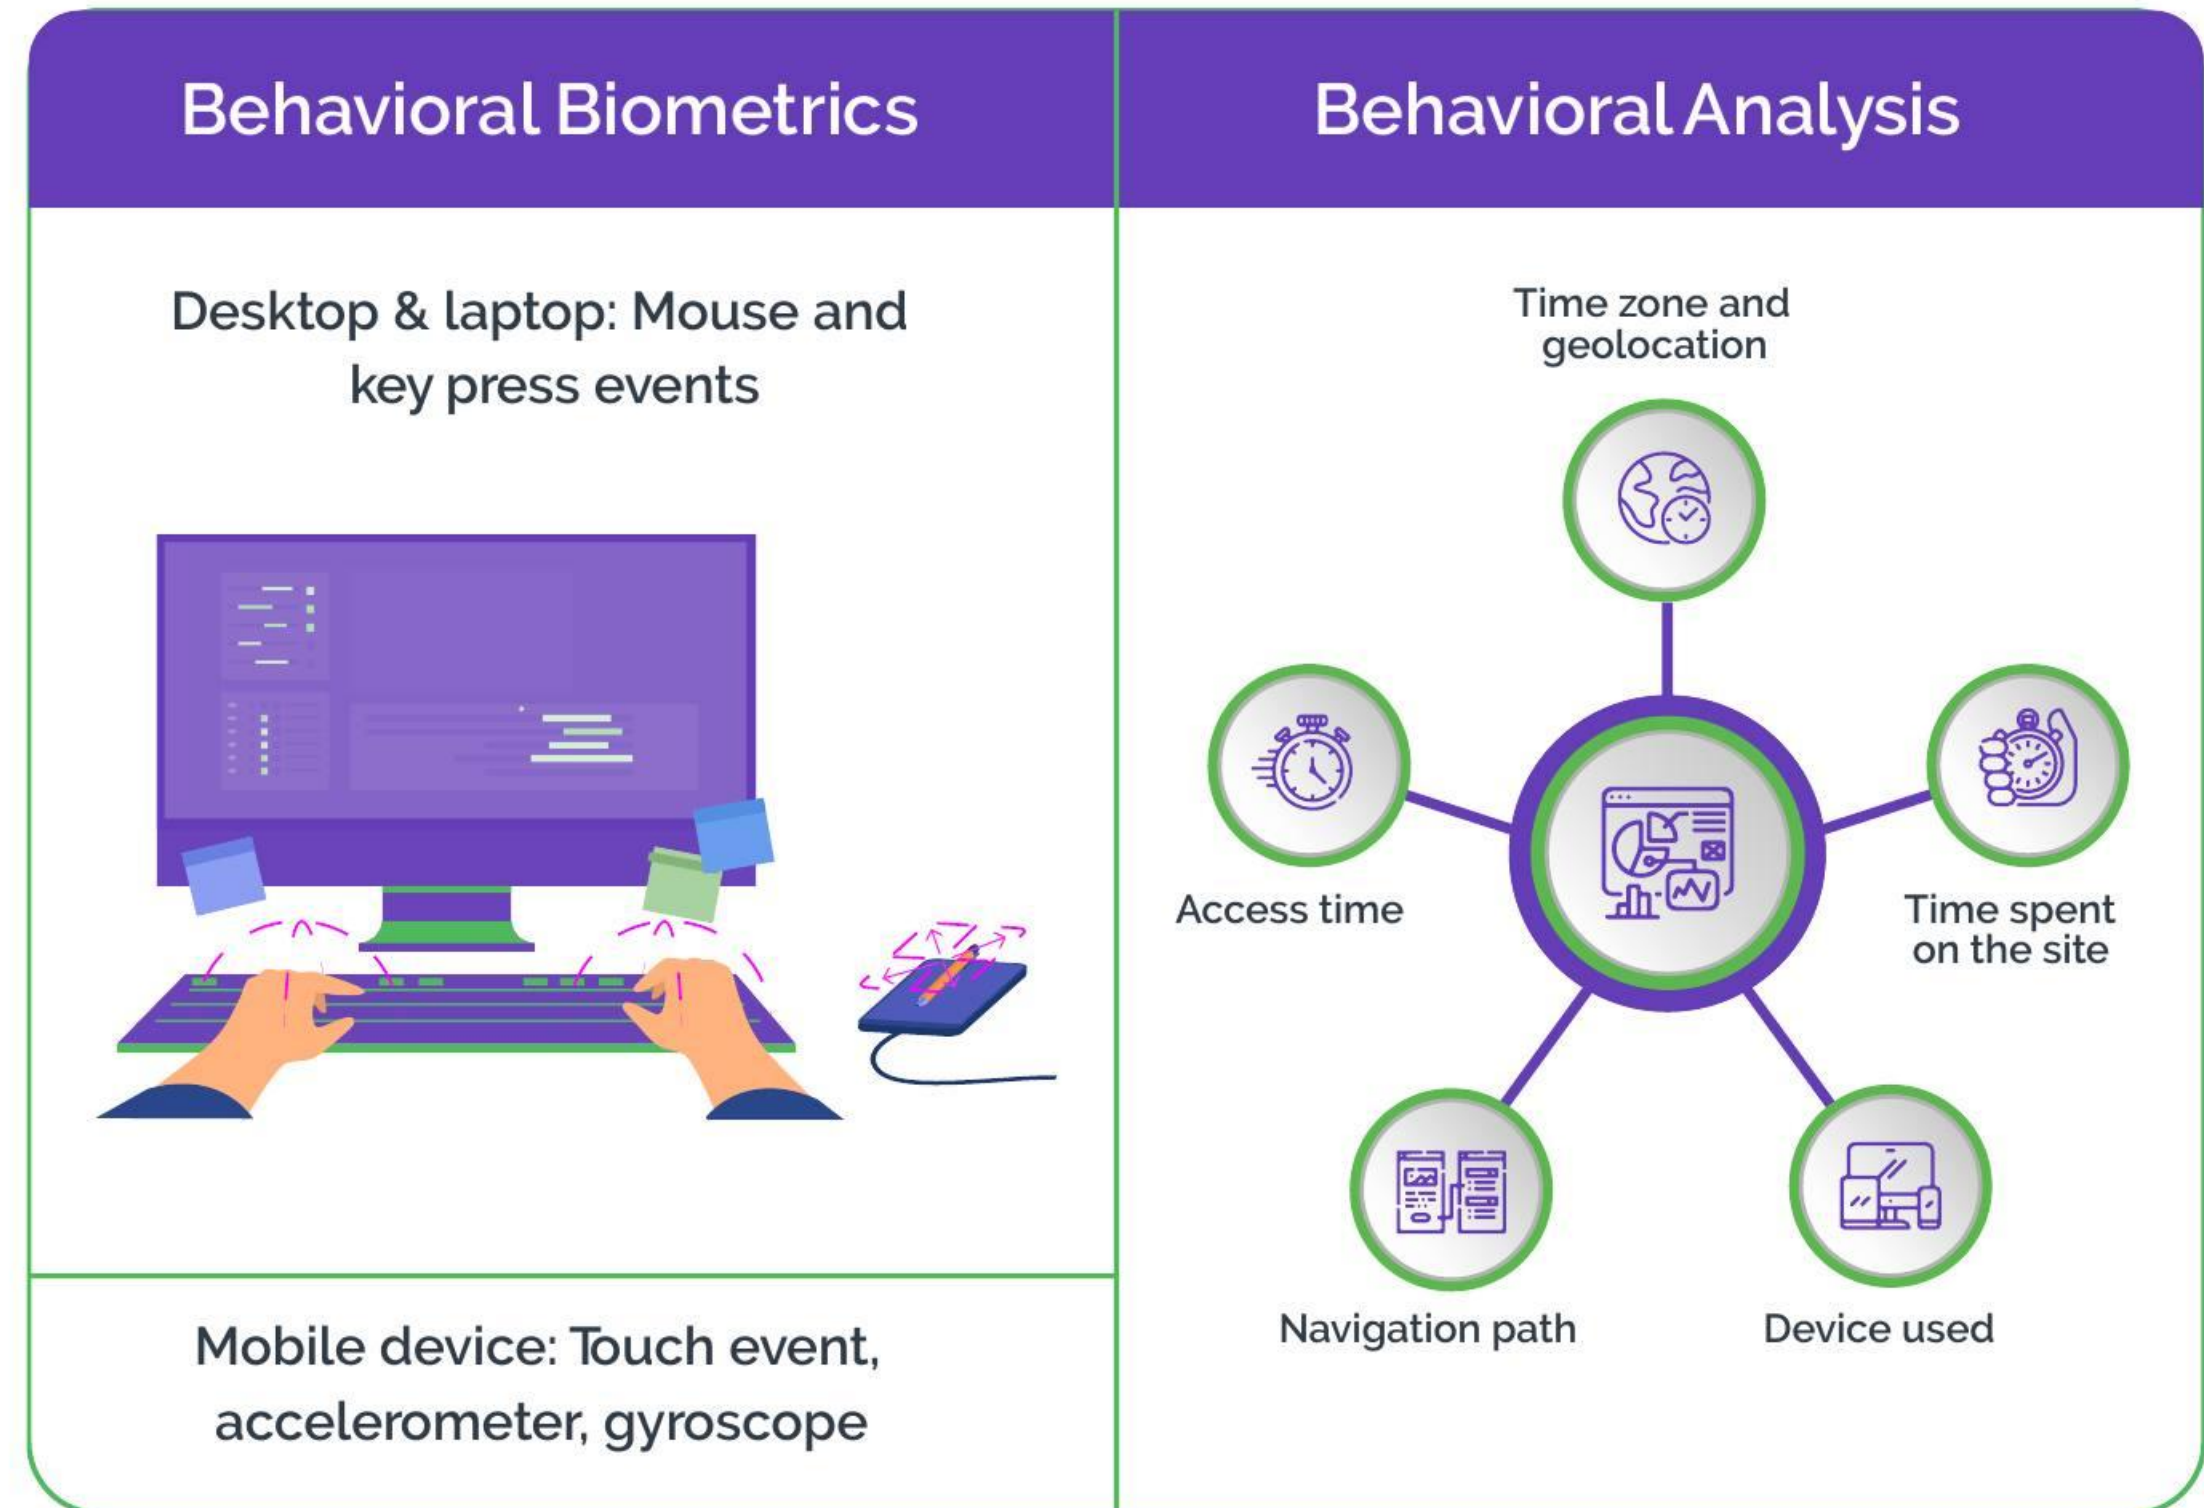 Behavioral Biometrics
Desktop & laptop: Mouse and
key press events
Mobile device: Touch event,
accelerometer, gyroscope
Behavioral Analysis
Time zone and
geolocation
Access time
Time spent
on the site
Navigation path
Device used